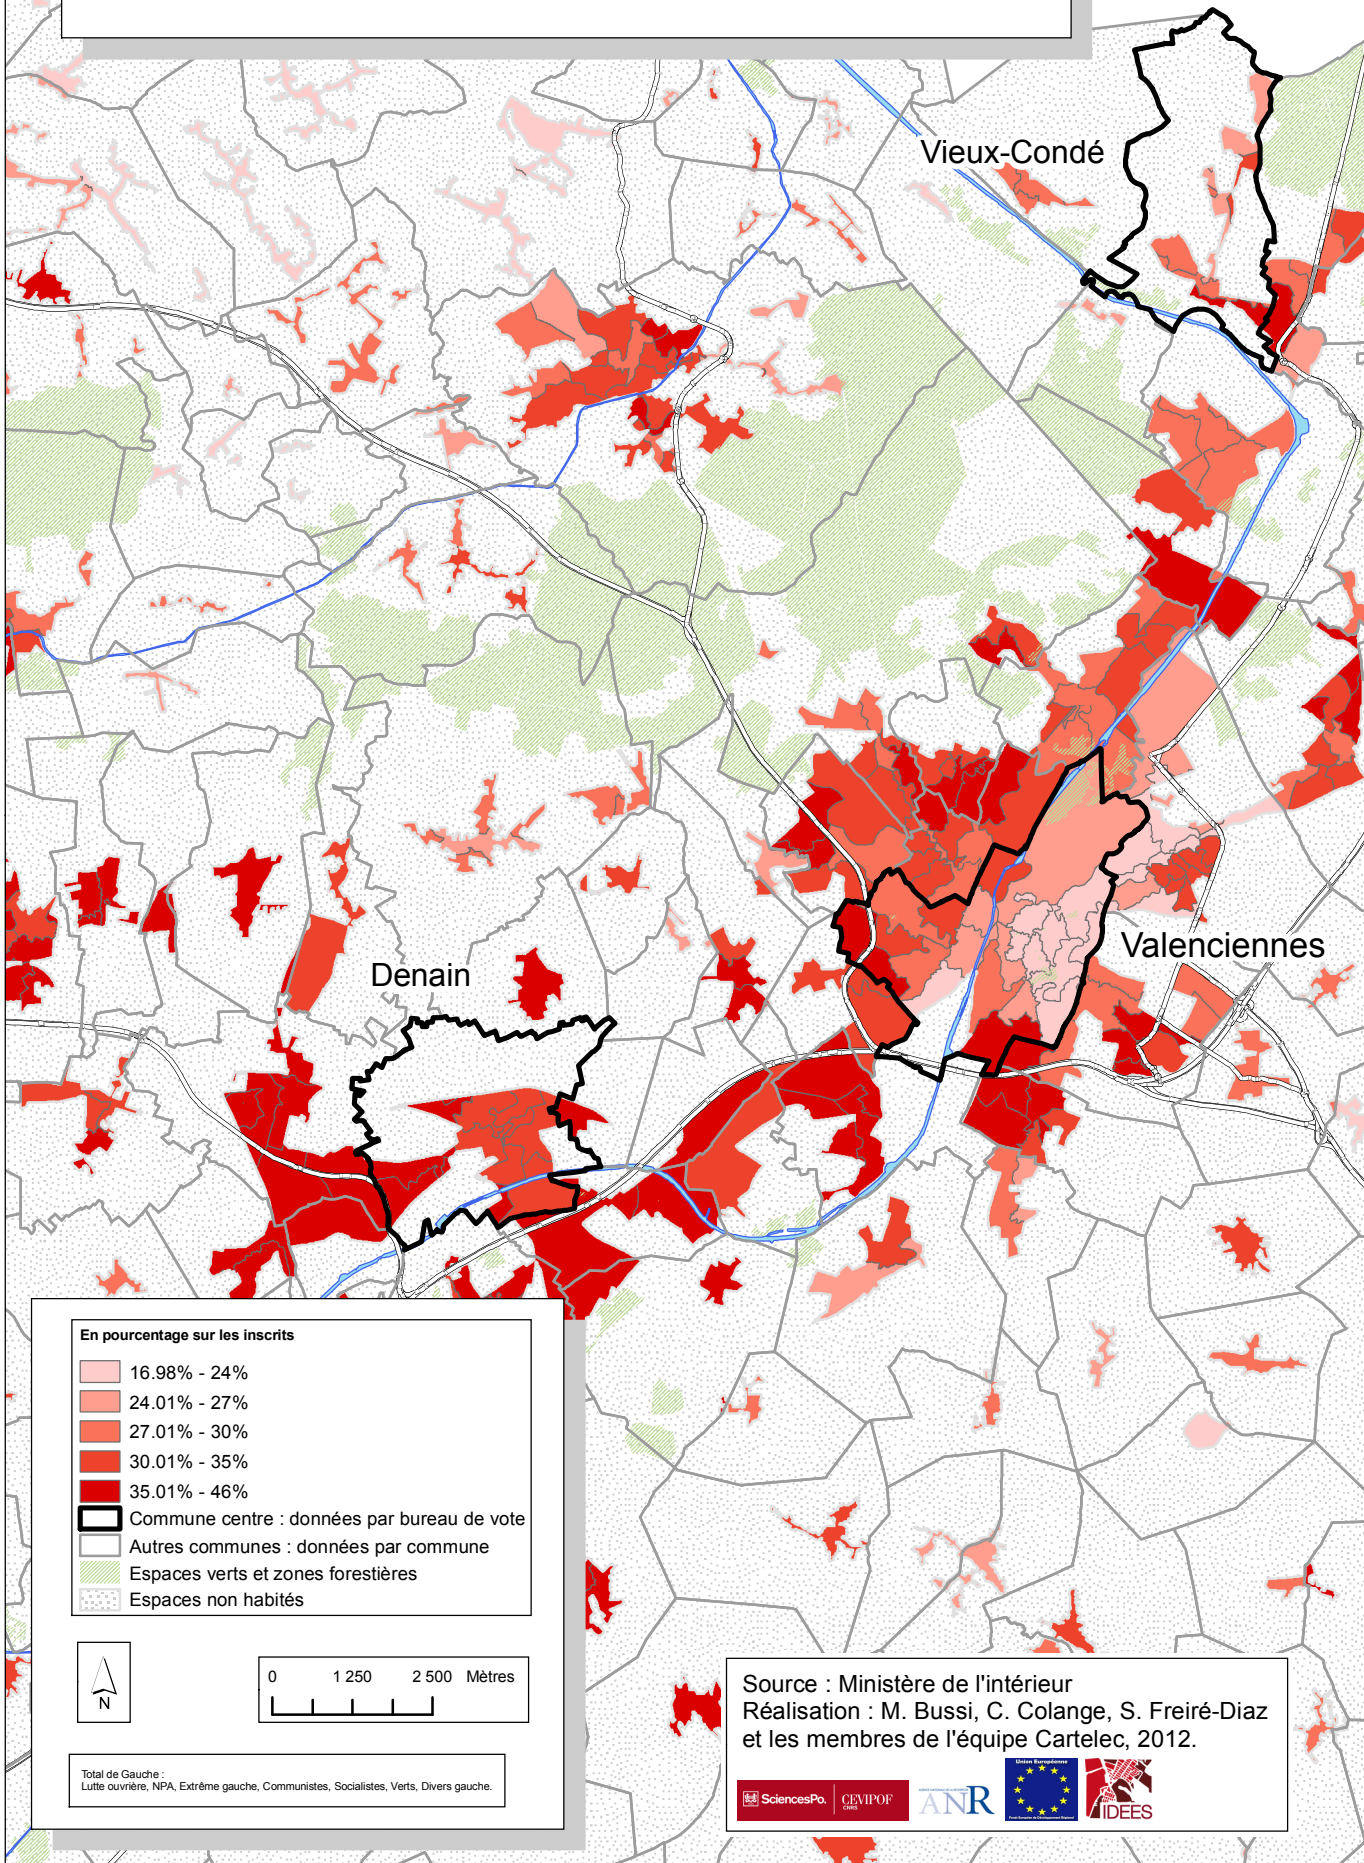 Vieux-Condé
Valenciennes
Denain
En pourcentage sur les inscrits
16.98% - 24%
24.01% - 27%
27.01% - 30%
30.01% - 35%
35.01% - 46%
Commune centre : données par bureau de vote
Autres communes : données par commune
Espaces verts et zones forestières
Espaces non habités
N
0 1 250 2 500 Mètres
Total de Gauche :
Lutte ouvrière, NPA, Extrême gauche, Communistes, Socialistes, Verts, Divers gauche.
Source : Ministère de l'intérieur
Réalisation : M. Bussi, C. Colange, S. Freiré-Diaz
et les membres de l'équipe Cartelec, 2012.
SciencesPo. CEVIPOF
CNRS
ANR
Union Européenne
IDEES